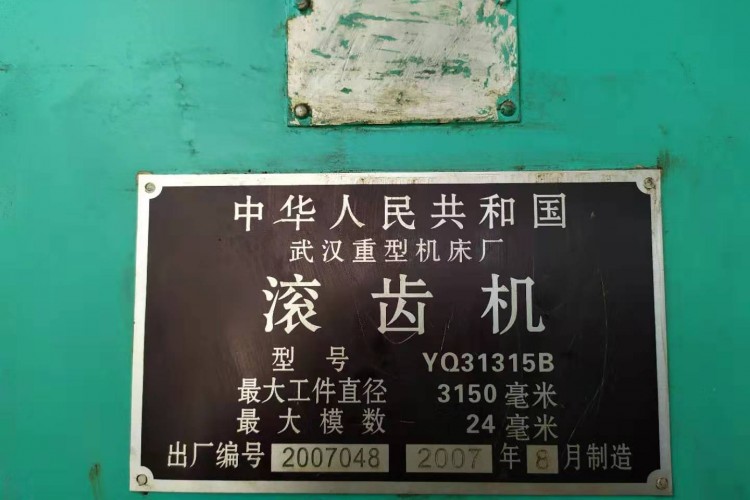 中华人民共和国
武汉重型机床厂
滚齿机
型号 YQ31315B
最大工件直径 3150毫米
最大模数 24毫米
出厂编号 2007048 2007年8月制造